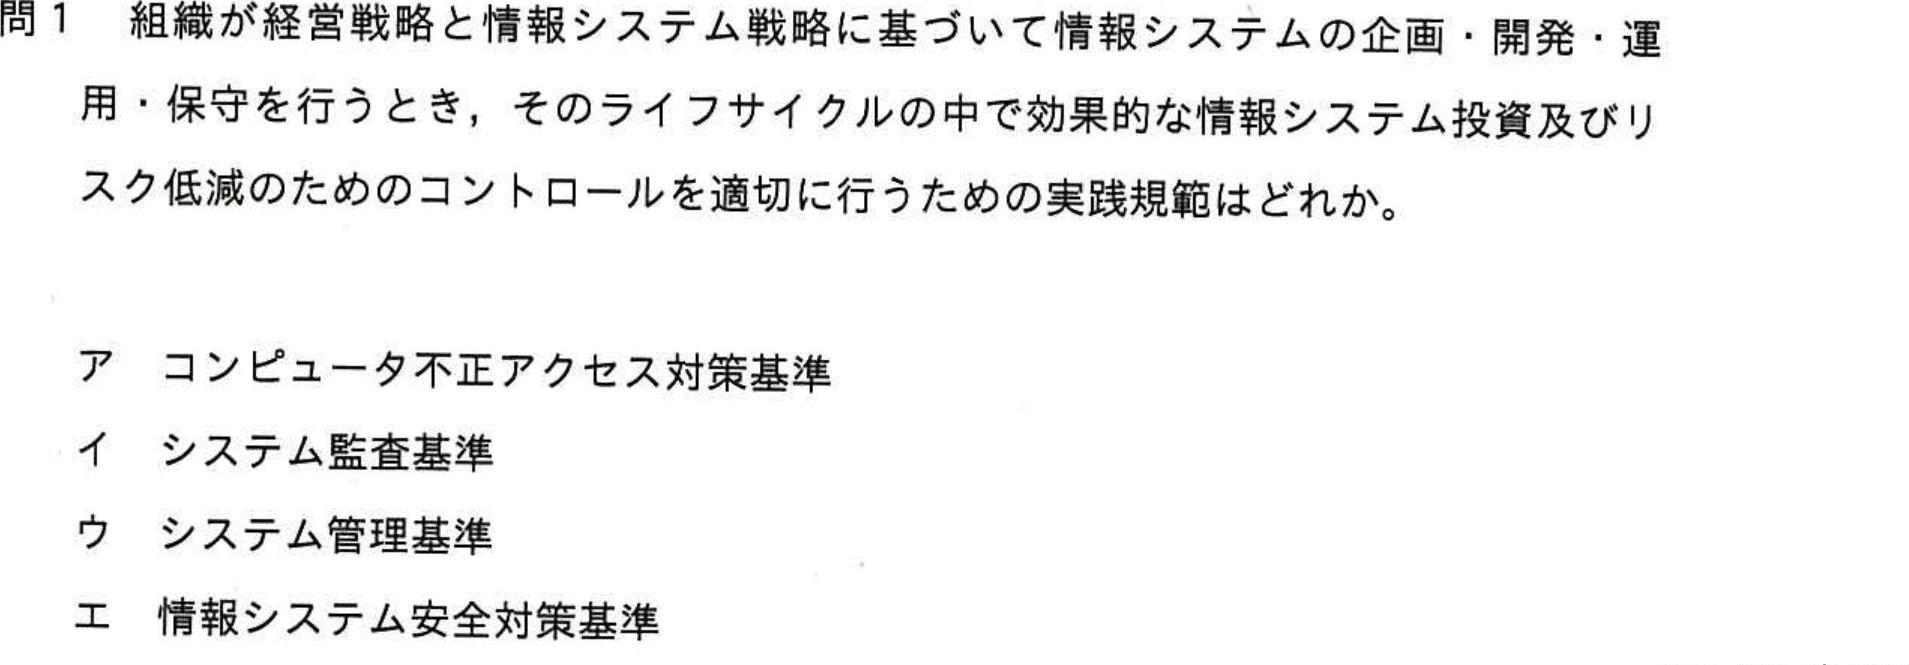 問1 組織が経営戦略と情報システム戦略に基づいて情報システムの企画・開発・運
用・保守を行うとき，そのライフサイクルの中で効果的な情報システム投資及びリ
スク低減のためのコントロールを適切に行うための実践規範はどれか。
ア コンピュータ不正アクセス対策基準
イ システム監査基準
ウ システム管理基準
エ 情報システム安全対策基準